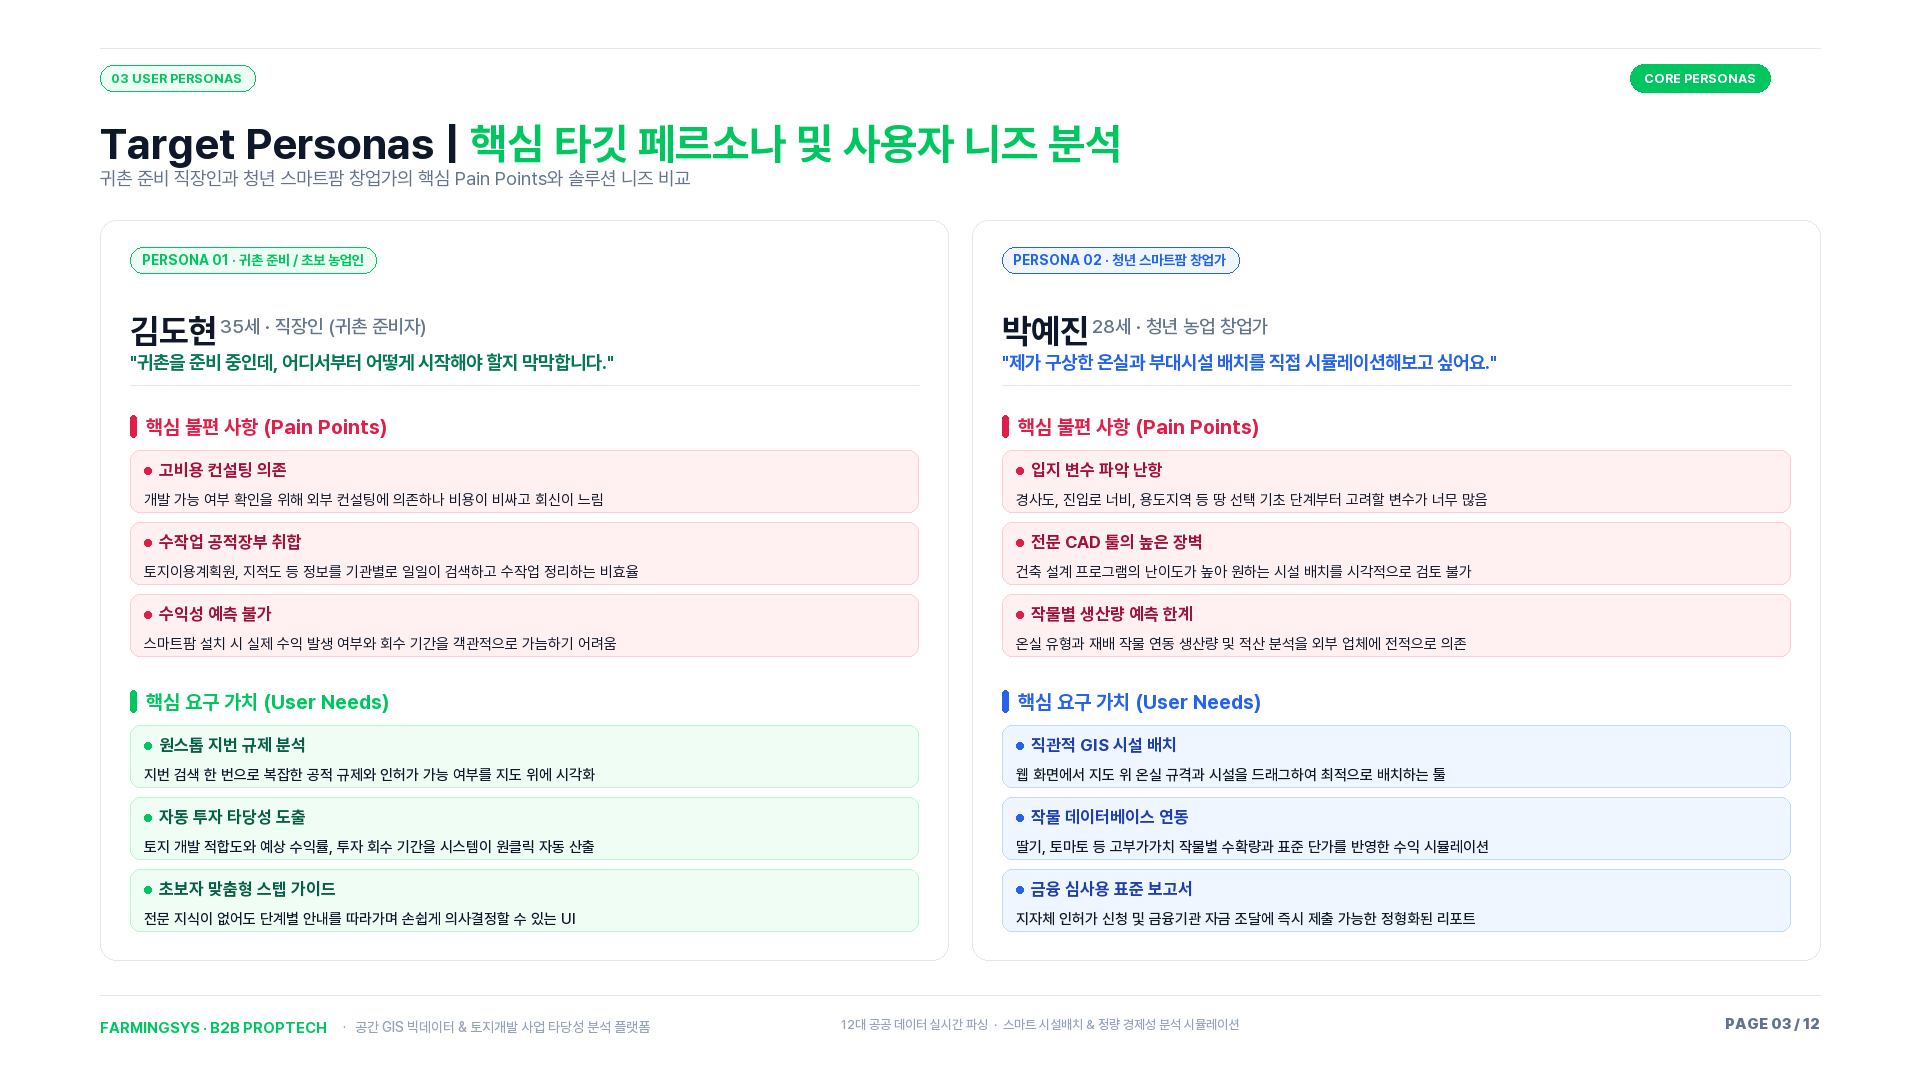 03 USER PERSONAS
CORE PERSONAS
Target Personas | 핵심 타깃 페르소나 및 사용자 니즈 분석
귀촌 준비 직장인과 청년 스마트팜 창업가의 핵심 Pain Points와 솔루션 니즈 비교
PERSONA 01 · 귀촌 준비 / 초보 농업인
김도현 35세 · 직장인 (귀촌 준비자)
"귀촌을 준비 중인데, 어디서부터 어떻게 시작해야 할지 막막합니다."
핵심 불편 사항 (Pain Points)
고비용 컨설팅 의존
개발 가능 여부 확인을 위해 외부 컨설팅에 의존하나 비용이 비싸고 회신이 느림
수작업 공적장부 취합
토지이용계획원, 지적도 등 정보를 기관별로 일일이 검색하고 수작업 정리하는 비효율
수익성 예측 불가
스마트팜 설치 시 실제 수익 발생 여부와 회수 기간을 객관적으로 가늠하기 어려움
핵심 요구 가치 (User Needs)
원스톱 지번 규제 분석
지번 검색 한 번으로 복잡한 공적 규제와 인허가 가능 여부를 지도 위에 시각화
자동 투자 타당성 도출
토지 개발 적합도와 예상 수익률, 투자 회수 기간을 시스템이 원클릭 자동 산출
초보자 맞춤형 스텝 가이드
전문 지식이 없어도 단계별 안내를 따라가며 손쉽게 의사결정할 수 있는 UI
PERSONA 02 · 청년 스마트팜 창업가
박예진 28세 · 청년 농업 창업가
"제가 구상한 온실과 부대시설 배치를 직접 시뮬레이션해보고 싶어요."
핵심 불편 사항 (Pain Points)
입지 변수 파악 난항
경사도, 진입로 너비, 용도지역 등 땅 선택 기초 단계부터 고려할 변수가 너무 많음
전문 CAD 툴의 높은 장벽
건축 설계 프로그램의 난이도가 높아 원하는 시설 배치를 시각적으로 검토 불가
작물별 생산량 예측 한계
온실 유형과 재배 작물 연동 생산량 및 적산 분석을 외부 업체에 전적으로 의존
핵심 요구 가치 (User Needs)
직관적 GIS 시설 배치
웹 화면에서 지도 위 온실 규격과 시설을 드래그하여 최적으로 배치하는 툴
작물 데이터베이스 연동
딸기, 토마토 등 고부가가치 작물별 수확량과 표준 단가를 반영한 수익 시뮬레이션
금융 심사용 표준 보고서
지자체 인허가 신청 및 금융기관 자금 조달에 즉시 제출 가능한 정형화된 리포트
FARMINGSYS · B2B PROPTECH · 공간 GIS 빅데이터 & 토지개발 사업 타당성 분석 플랫폼
12대 공공 데이터 실시간 파싱 · 스마트 시설배치 & 정량 경제성 분석 시뮬레이션
PAGE 03 / 12